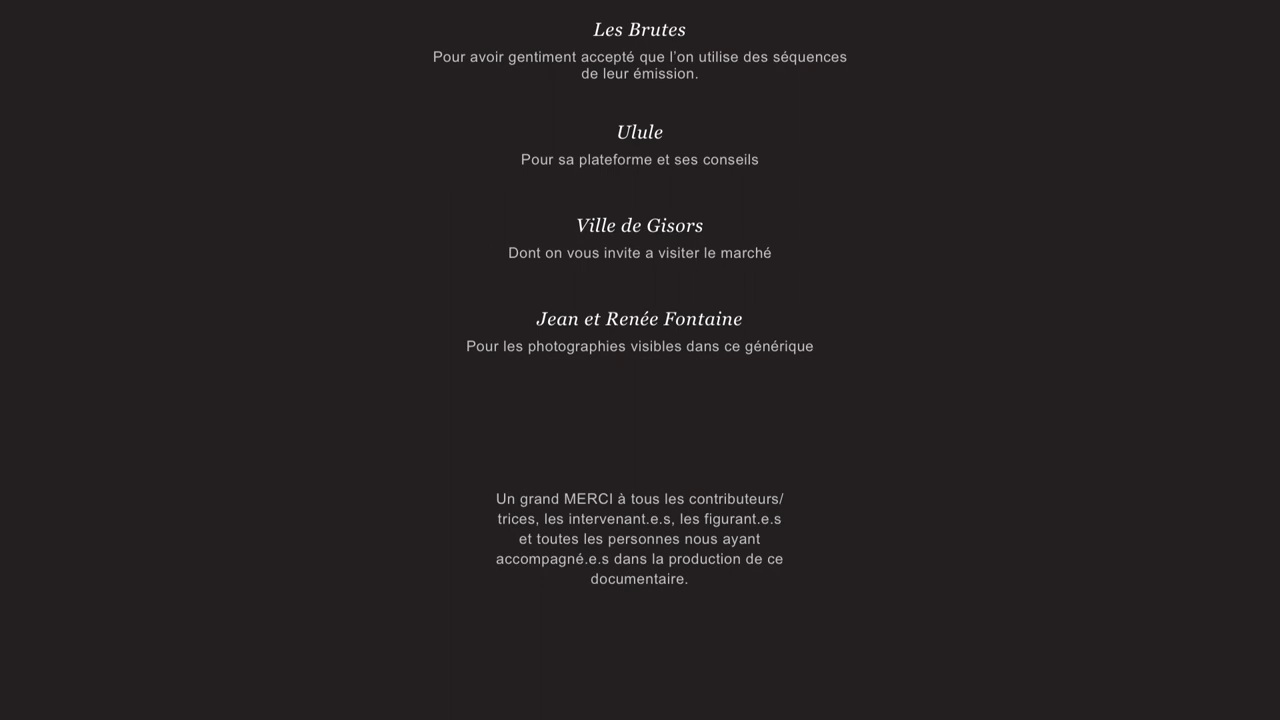 Les Brutes
Pour avoir gentiment accepté que l'on utilise des séquences
de leur émission.
Ulule
Pour sa plateforme et ses conseils
Ville de Gisors
Dont on vous invite a visiter le marché
Jean et Renée Fontaine
Pour les photographies visibles dans ce générique
Un grand MERCI à tous les contributeurs/
trices, les intervenant.e.s, les figurant.e.s
et toutes les personnes nous ayant
accompagné.e.s dans la production de ce
documentaire.